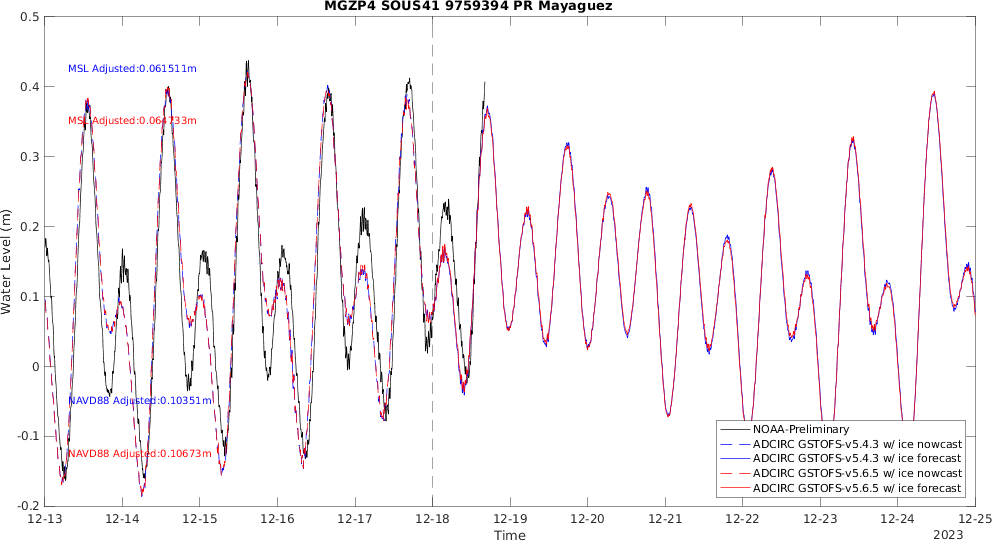 MGZP4 SOUS41 9759394 PR Mayaguez
0.5
0.4
0.3
0.2
0.1
0
-0.1
-0.2
Water Level (m)
MSL Adjusted:0.061511m
MSL Adjusted:0.064733m
NAVD88 Adjusted:0.10351m
NAVD88 Adjusted:0.10673m
NOAA-Preliminary
ADCIRC GSTOFS-v5.4.3 w/ ice nowcast
ADCIRC GSTOFS-v5.4.3 w/ ice forecast
ADCIRC GSTOFS-v5.6.5 w/ ice nowcast
ADCIRC GSTOFS-v5.6.5 w/ ice forecast
12-13 12-14 12-15 12-16 12-17 12-18 12-19 12-20 12-21 12-22 12-23 12-24 12-25
Time
2023